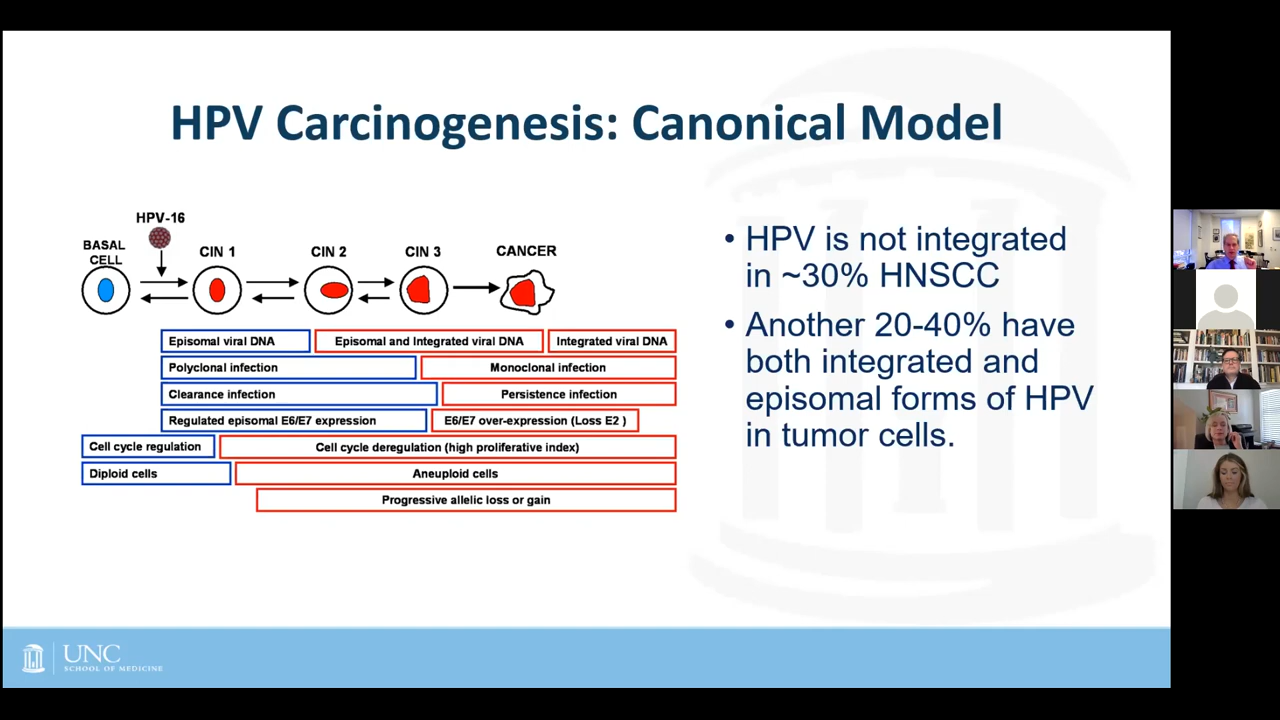 HPV Carcinogenesis: Canonical Model
HPV-16
BASAL
CELL
CIN 1
CIN 2
CIN 3
CANCER
Episomal viral DNA
Episomal and Integrated viral DNA
Integrated viral DNA
Polyclonal infection
Monoclonal infection
Clearance infection
Persistence infection
Regulated episomal E6/E7 expression
E6/E7 over-expression (Loss E2 )
Cell cycle regulation
Cell cycle deregulation (high proliferative index)
Diploid cells
Aneuploid cells
Progressive allelic loss or gain
• HPV is not integrated
in ~30% HNSCC
• Another 20-40% have
both integrated and
episomal forms of HPV
in tumor cells.
UNC
SCHOOL OF MEDICINE